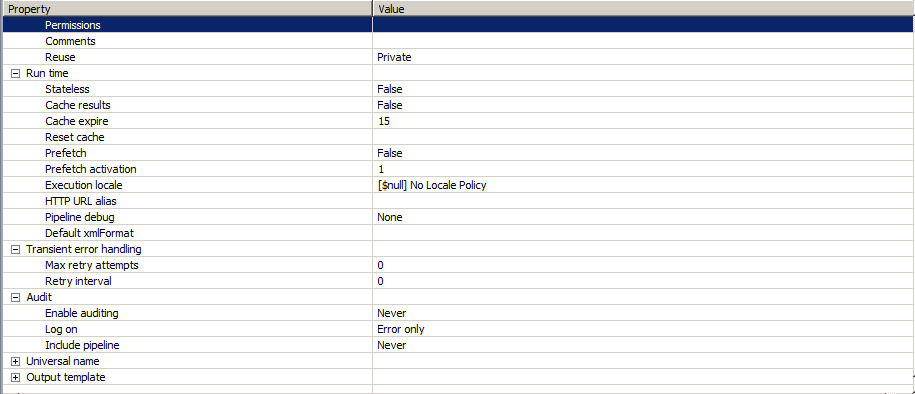 Property Value
Permissions
Comments
Reuse Private
Run time
Stateless False
Cache results False
Cache expire 15
Reset cache
Prefetch False
Prefetch activation 1
Execution locale [$null] No Locale Policy
HTTP URL alias
Pipeline debug None
Default xmlFormat
Transient error handling
Max retry attempts 0
Retry interval 0
Audit
Enable auditing Never
Log on Error only
Include pipeline Never
Universal name
Output template